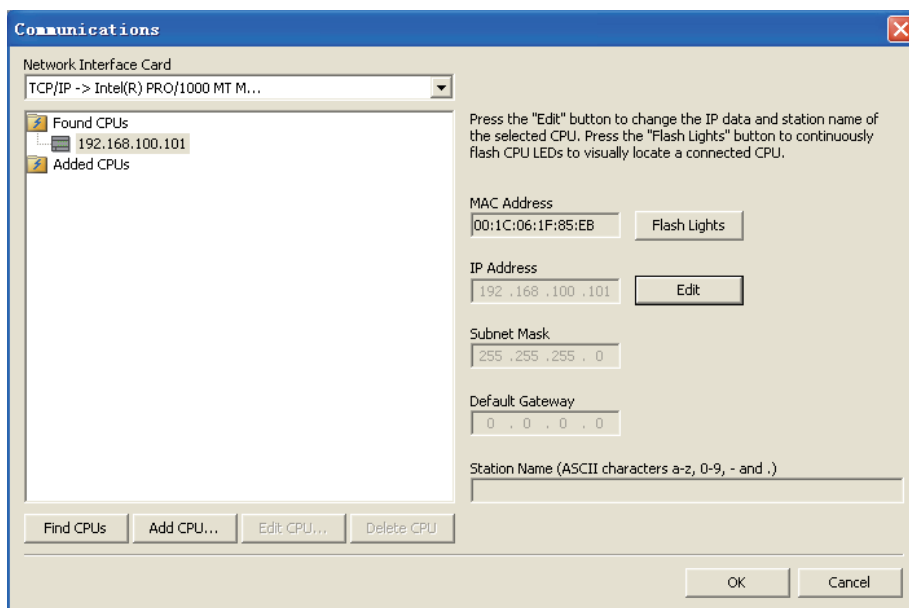 Communications
Network Interface Card
TCP/IP -> Intel(R) PRO/1000 MT M...
Found CPUs
192.168.100.101
Added CPUs
Find CPUs
Add CPU...
Edit CPU...
Delete CPU
Press the "Edit" button to change the IP data and station name of
the selected CPU. Press the "Flash Lights" button to continuously
flash CPU LEDs to visually locate a connected CPU.
MAC Address
00:1C:06:1F:85:EB
Flash Lights
IP Address
192 .168 .100 .101
Edit
Subnet Mask
255 .255 .255 . 0
Default Gateway
0 . 0 . 0 . 0
Station Name (ASCII characters a-z, 0-9, - and .)
OK
Cancel